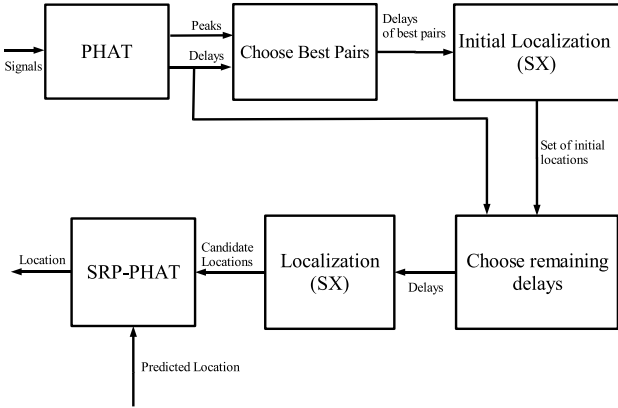 Signals
PHAT
Peaks
Delays
Choose Best Pairs
Delays
of best pairs
Initial Localization
(SX)
Set of initial
locations
Location
SRP-PHAT
Candidate
Locations
Localization
(SX)
Delays
Choose remaining
delays
Predicted Location